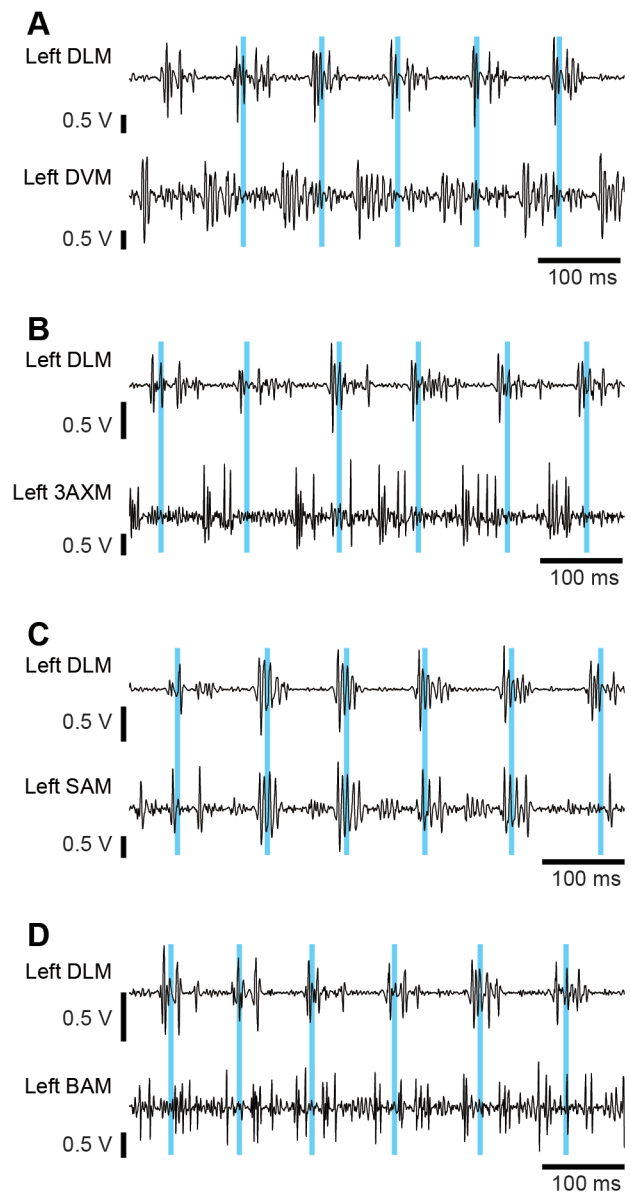 A
Left DLM
0.5 V
Left DVM
0.5 V
100 ms
B
Left DLM
0.5 V
Left 3AXM
0.5 V
100 ms
C
Left DLM
0.5 V
Left SAM
0.5 V
100 ms
D
Left DLM
0.5 V
Left BAM
0.5 V
100 ms